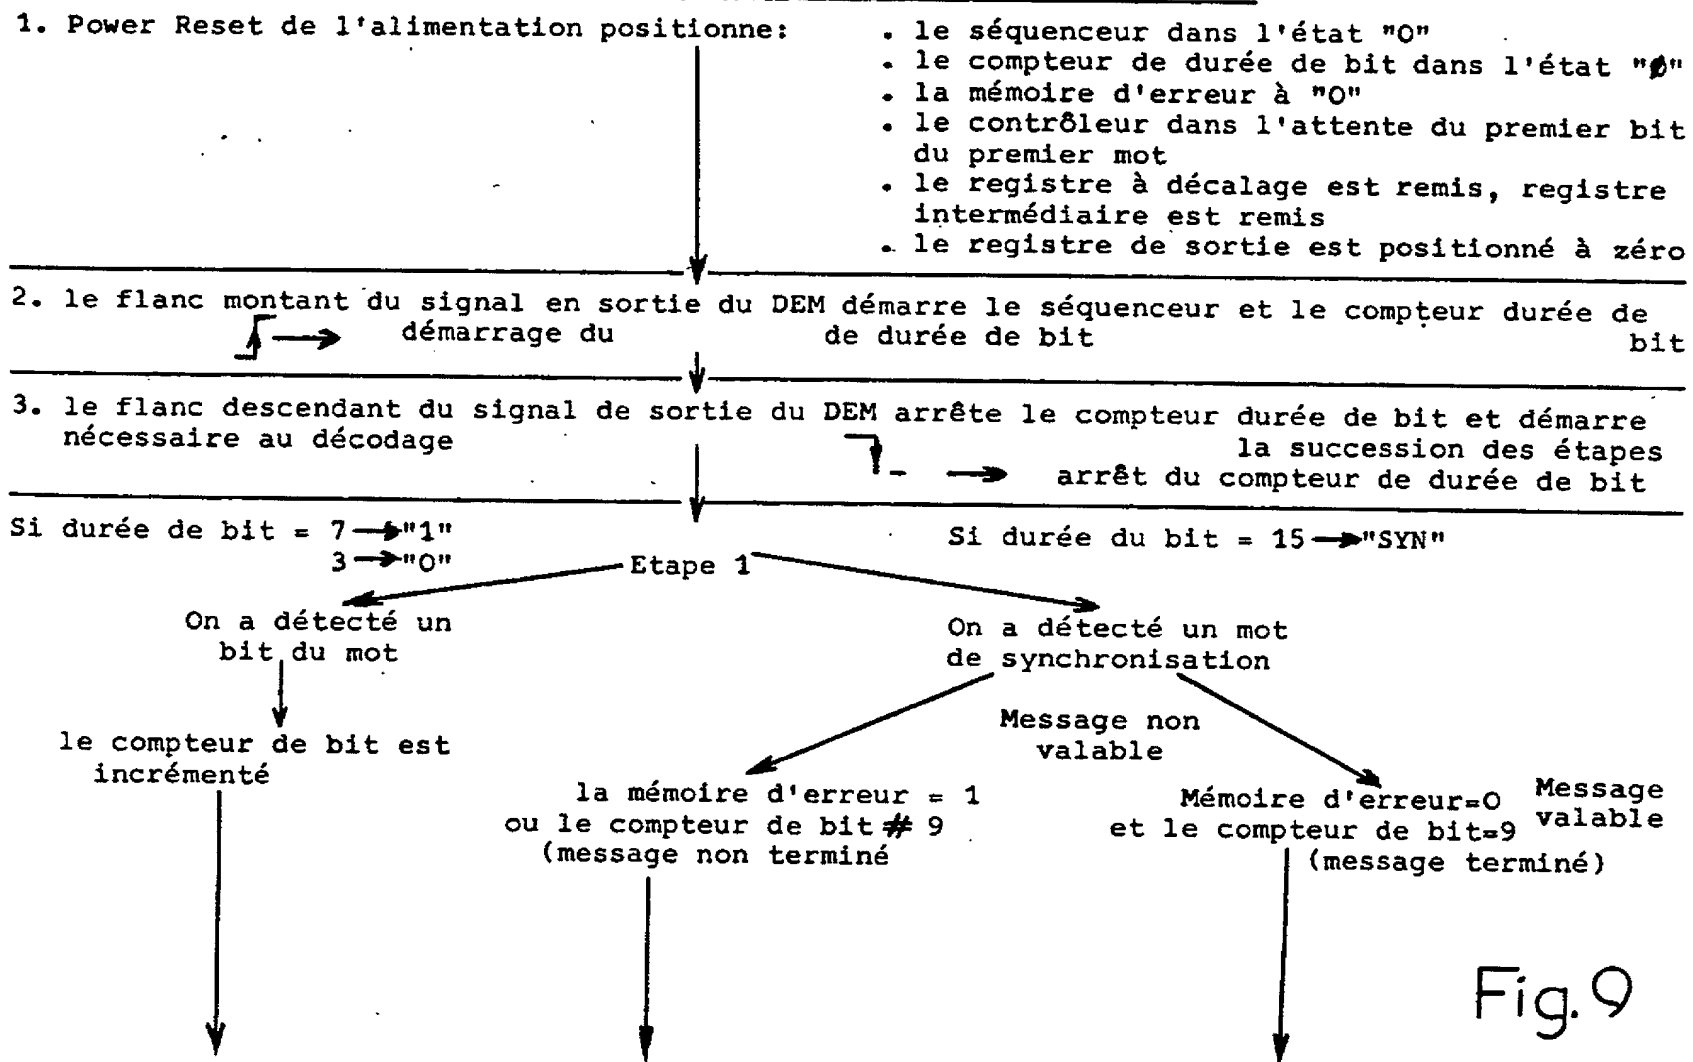 1. Power Reset de l'alimentation positionne:
. le séquenceur dans l'état "O"
. le compteur de durée de bit dans l'état "Ø"
. la mémoire d'erreur à "O"
. le contrôleur dans l'attente du premier bit
du premier mot
. le registre à décalage est remis, registre
intermédiaire est remis
. le registre de sortie est positionné à zéro
2. le flanc montant du signal en sortie du DEM démarre le séquenceur et le compteur durée de
bit
démarrage du de durée de bit
3. le flanc descendant du signal de sortie du DEM arrête le compteur durée de bit et démarre
la succession des étapes
nécessaire au décodage
arrêt du compteur de durée de bit
Si durée de bit = 7→"1"
3→"O"
Si durée du bit = 15→"SYN"
Etape 1
On a détecté un
bit du mot
On a détecté un mot
de synchronisation
le compteur de bit est
incrémenté
Message non
valable
la mémoire d'erreur = 1
ou le compteur de bit # 9
(message non terminé
Mémoire d'erreur=O
et le compteur de bit=9
(message terminé)
Message
valable
Fig.9